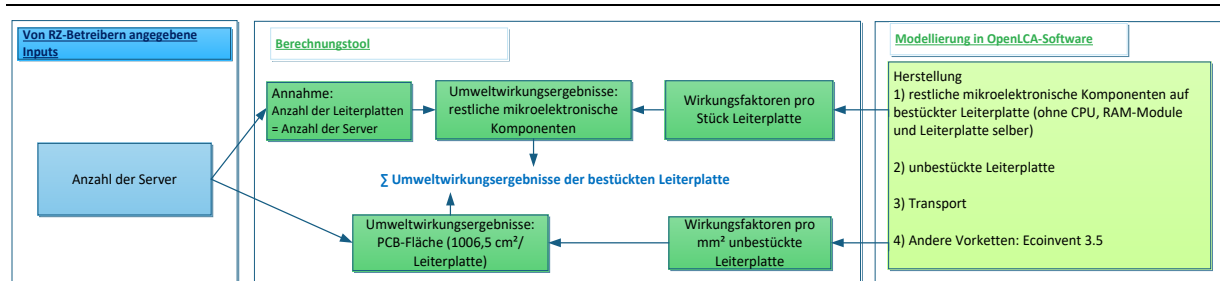 Von RZ-Betreibern angegebene
Inputs
Anzahl der Server
Berechnungstool
Annahme:
Anzahl der Leiterplatten
= Anzahl der Server
Umweltwirkungsergebnisse:
restliche mikroelektronische
Komponenten
Wirkungsfaktoren pro
Stück Leiterplatte
∑ Umweltwirkungsergebnisse der bestückten Leiterplatte
Umweltwirkungsergebnisse:
PCB-Fläche (1006,5 cm²/
Leiterplatte)
Wirkungsfaktoren pro
mm² unbestückte
Leiterplatte
Modellierung in OpenLCA-Software
Herstellung
1) restliche mikroelektronische Komponenten auf
bestückter Leiterplatte (ohne CPU, RAM-Module
und Leiterplatte selber)
2) unbestückte Leiterplatte
3) Transport
4) Andere Vorketten: Ecoinvent 3.5